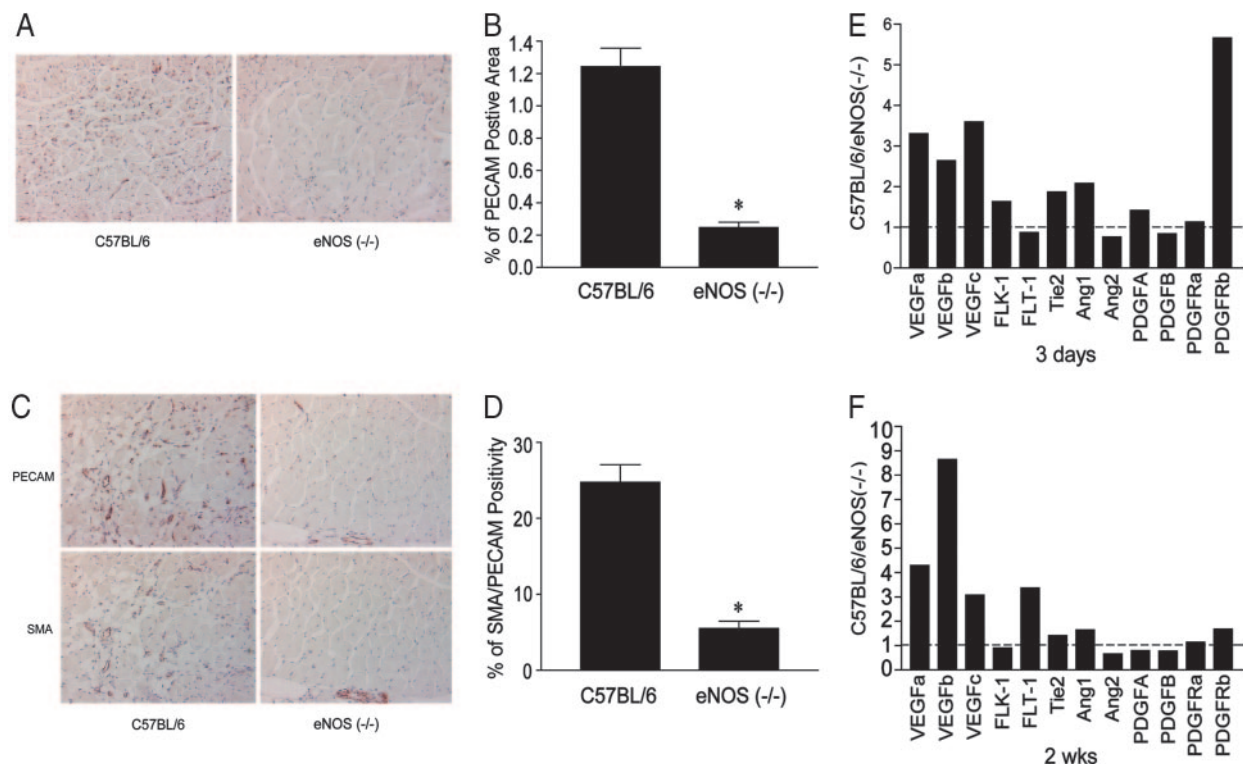 A
C57BL/6
eNOS (-/-)
B
% of PECAM Postive Area
1.4
1.2
1.0
0.8
0.6
0.4
0.2
0.0
*
C57BL/6
eNOS (-/-)
E
C57BL/6/eNOS(-/-)
6
5
4
3
2
1
0
VEGFa
VEGFb
VEGFc
FLK-1
FLT-1
Tie2
Ang1
Ang2
PDGFA
PDGFB
PDGFRa
PDGFRb
3 days
C
PECAM
SMA
C57BL/6
eNOS (-/-)
D
% of SMA/PECAM Positivity
30
20
10
0
*
C57BL/6
eNOS (-/-)
F
C57BL/6/eNOS(-/-)
10
9
8
7
6
5
4
3
2
1
0
VEGFa
VEGFb
VEGFc
FLK-1
FLT-1
Tie2
Ang1
Ang2
PDGFA
PDGFB
PDGFRa
PDGFRb
2 wks